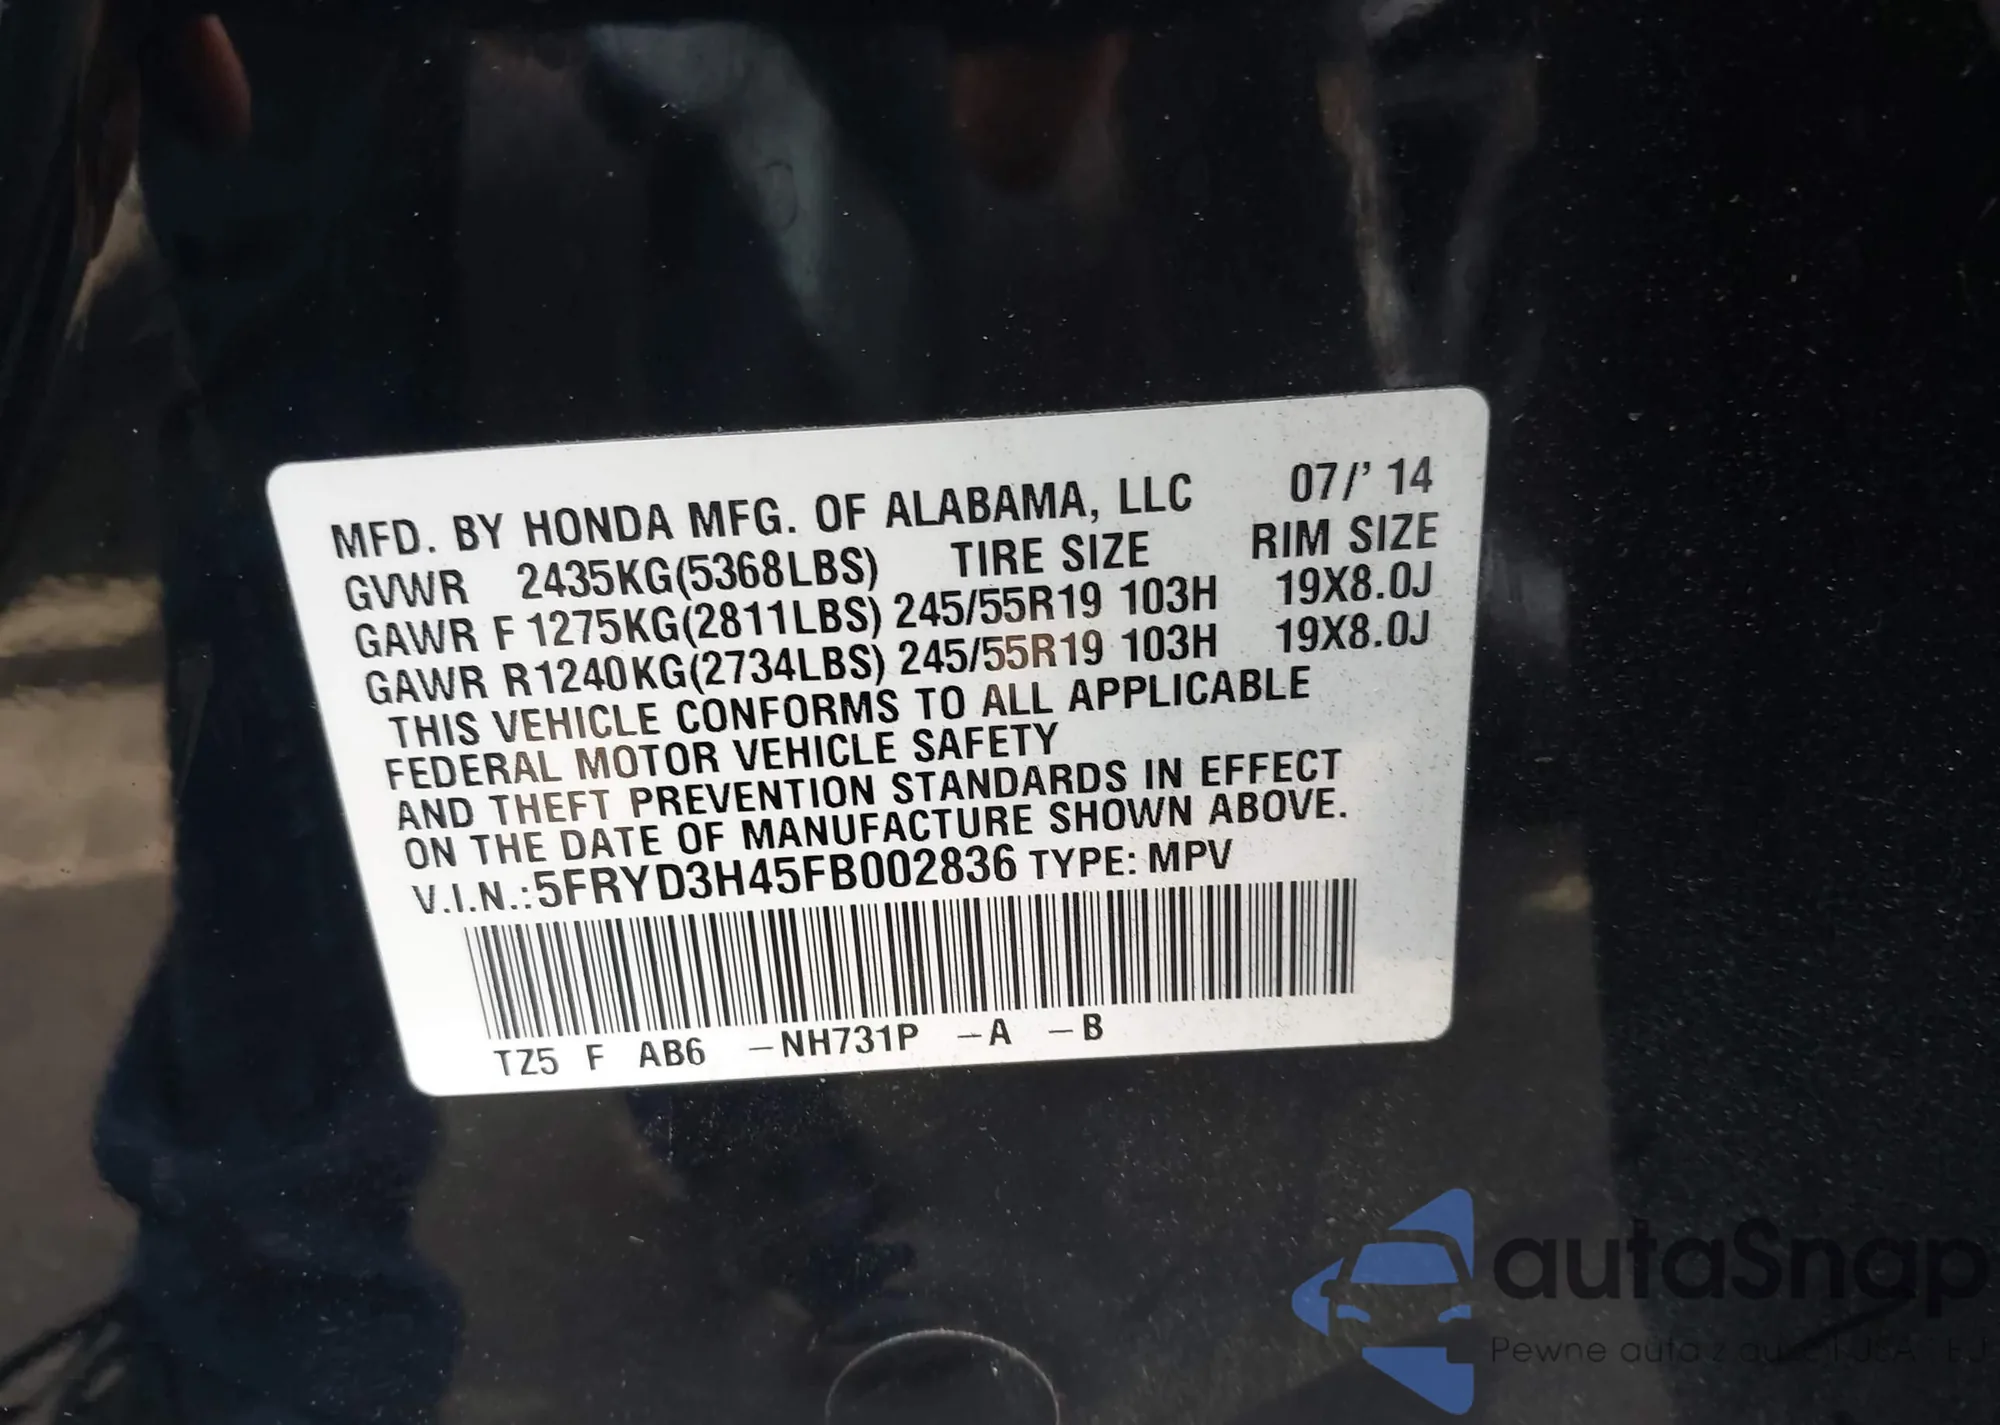 MFD. BY HONDA MFG. OF ALABAMA, LLC 07/' 14
GVWR 2435KG(5368LBS) TIRE SIZE RIM SIZE
GAWR F 1275KG(2811LBS) 245/55R19 103H 19X8.0J
GAWR R 1240KG(2734LBS) 245/55R19 103H 19X8.0J
THIS VEHICLE CONFORMS TO ALL APPLICABLE
FEDERAL MOTOR VEHICLE SAFETY
AND THEFT PREVENTION STANDARDS IN EFFECT
ON THE DATE OF MANUFACTURE SHOWN ABOVE.
V.I.N.:5FRYD3H45FB002836 TYPE: MPV
TZ5 F AB6 –NH731P –A –B
autaSnap
Pewne auta z